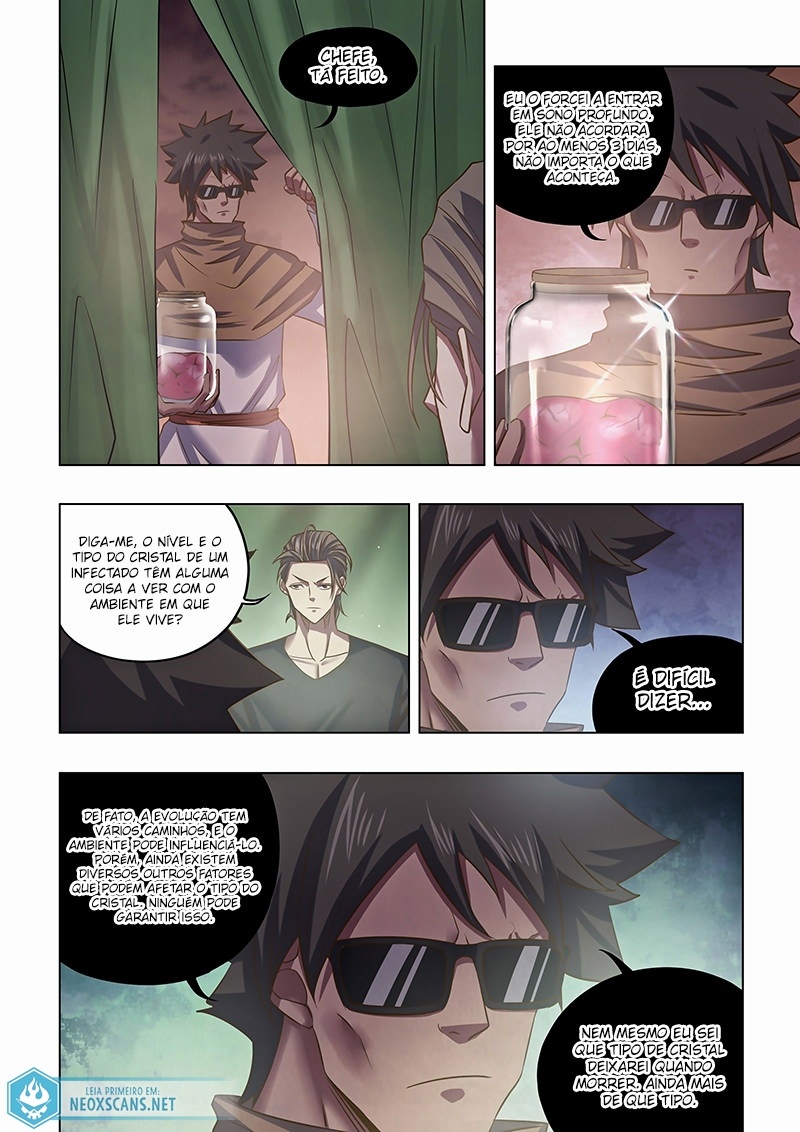 CHEFE,
TÁ FEITO.
EU O FORCEI A ENTRAR
EM SONO PROFUNDO.
ELE NÃO ACORDARÁ
POR AO MENOS 3 DIAS,
NÃO IMPORTA O QUE
ACONTEÇA.
DIGA-ME, O NÍVEL E O
TIPO DO CRISTAL DE UM
INFECTADO TÊM ALGUMA
COISA A VER COM O
AMBIENTE EM QUE
ELE VIVE?
É DIFÍCIL
DIZER...
DE FATO, A EVOLUÇÃO TEM
VÁRIOS CAMINHOS, E O
AMBIENTE PODE INFLUENCIÁ-LO.
PORÉM, AINDA EXISTEM
DIVERSOS OUTROS FATORES
QUE PODEM AFETAR O TIPO DO
CRISTAL. NINGUÉM PODE
GARANTIR ISSO.
NEM MESMO EU SEI
QUE TIPO DE CRISTAL
DEIXAREI QUANDO
MORRER. AINDA MAIS
DE QUE TIPO.
LEIA PRIMEIRO EM:
NEOXSCANS.NET